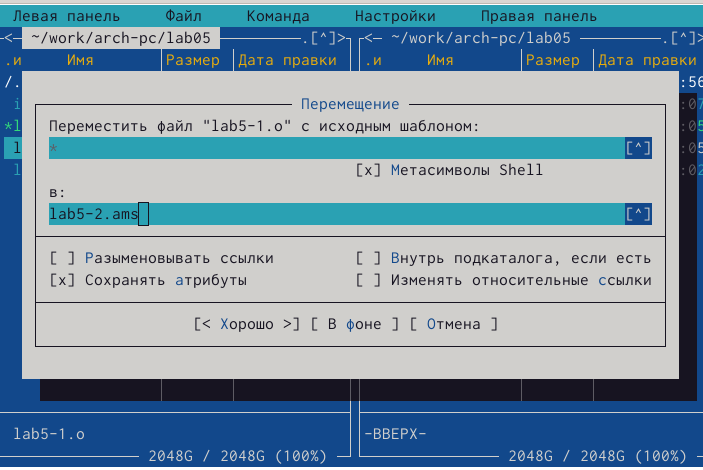 Левая панель Файл Команда Настройки Правая панель
<─ ~/work/arch-pc/lab05 ─.[^]>┐ <─ ~/work/arch-pc/lab05 ─.[^]>
.и Имя Размер Дата правки .и Имя Размер Дата правки
/. :56
i :07
*l :05
l :05
l :02
Перемещение
Переместить файл "lab5-1.o" с исходным шаблоном:
* [^]
[x] Метасимволы Shell
в:
lab5-2.ams [^]
[ ] Разыменовывать ссылки [ ] Внутрь подкаталога, если есть
[x] Сохранять атрибуты [ ] Изменять относительные ссылки
[< Хорошо >] [ В фоне ] [ Отмена ]
lab5-1.o -ВВЕРХ-
2048G / 2048G (100%) 2048G / 2048G (100%)